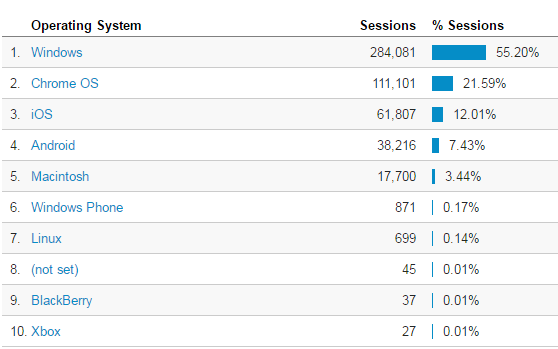 Operating System Sessions % Sessions
1. Windows 284,081 55.20%
2. Chrome OS 111,101 21.59%
3. iOS 61,807 12.01%
4. Android 38,216 7.43%
5. Macintosh 17,700 3.44%
6. Windows Phone 871 0.17%
7. Linux 699 0.14%
8. (not set) 45 0.01%
9. BlackBerry 37 0.01%
10. Xbox 27 0.01%